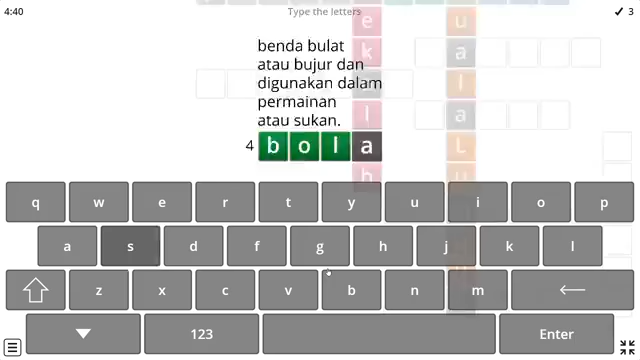 4:40
Type the letters
✓ 3
benda bulat
atau bujur dan
digunakan dalam
permainan
atau sukan.
4 b o l a
e
k
l
h
u
a
l
a
L
u
q w e r t y u i o p
a s d f g h j k l
z x c v b n m
123
Enter